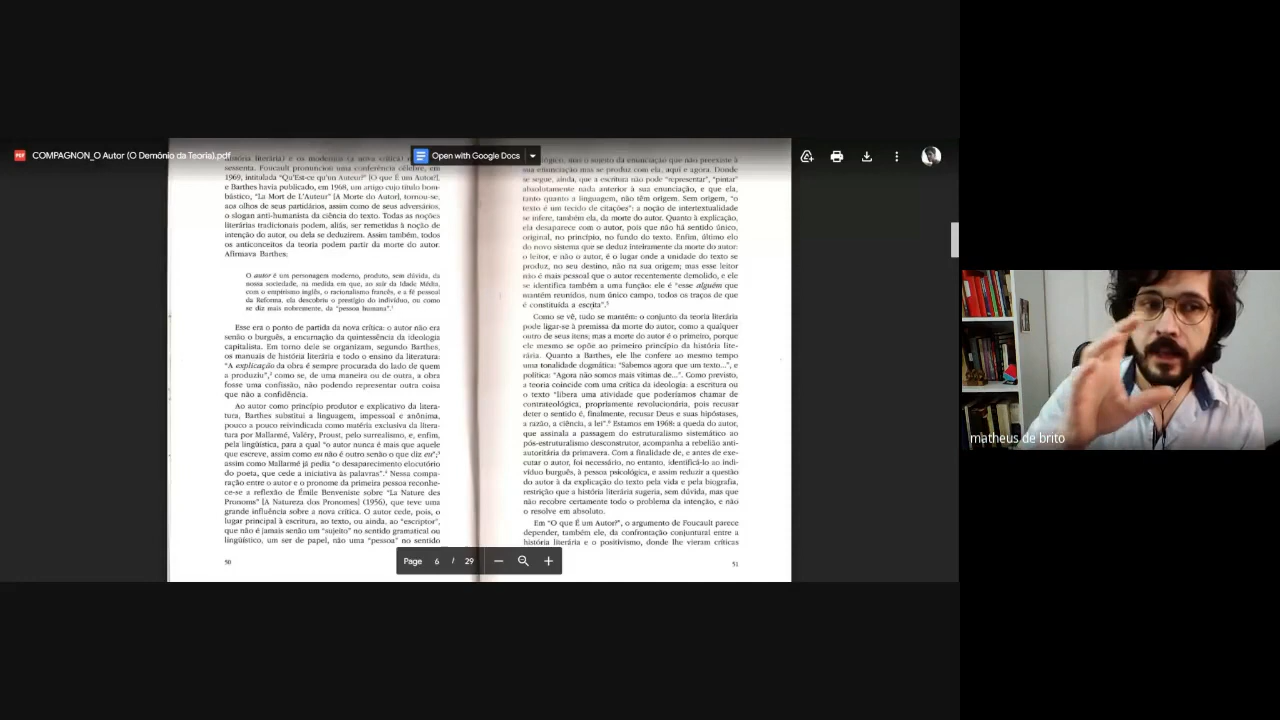 COMPAGNON_O Autor (O Demônio da Teoria).pdf
Open with Google Docs
história literária) e os modernos (a nova crítica)
sessenta. Foucault pronunciou uma conferência célebre, em
1969, intitulada "Qu'Est-ce qu'un Auteur?" [O que É um Autor?],
e Barthes havia publicado, em 1968, um artigo cujo título bom-
bástico, "La Mort de L'Auteur" [A Morte do Autor], tornou-se,
aos olhos de seus partidários, assim como de seus adversários,
o slogan anti-humanista da ciência do texto. Todas as noções
literárias tradicionais podem, aliás, ser remetidas à noção de
intenção do autor, ou dela se deduzirem. Assim também, todos
os anticonceitos da teoria podem partir da morte do autor.
Afirmava Barthes:
O autor é um personagem moderno, produto, sem dúvida, da
nossa sociedade, na medida em que, ao sair da Idade Média,
com o empirismo inglês, o racionalismo francês, e a fé pessoal
da Reforma, ela descobriu o prestígio do indivíduo, ou como
se diz mais nobremente, da "pessoa humana".¹
Esse era o ponto de partida da nova crítica: o autor não era
senão o burguês, a encarnação da quintessência da ideologia
capitalista. Em torno dele se organizam, segundo Barthes,
os manuais de história literária e todo o ensino da literatura:
"A explicação da obra é sempre procurada do lado de quem
a produziu",² como se, de uma maneira ou de outra, a obra
fosse uma confissão, não podendo representar outra coisa
que não a confidência.
Ao autor como princípio produtor e explicativo da litera-
tura, Barthes substitui a linguagem, impessoal e anônima,
pouco a pouco reivindicada como matéria exclusiva da litera-
tura por Mallarmé, Valéry, Proust, pelo surrealismo, e, enfim,
pela lingüística, para a qual "o autor nunca é mais que aquele
que escreve, assim como eu não é outro senão o que diz eu";³
assim como Mallarmé já pedia "o desaparecimento elocutório
do poeta, que cede a iniciativa às palavras".⁴ Nessa compa-
ração entre o autor e o pronome da primeira pessoa reconhe-
ce-se a reflexão de Émile Benveniste sobre "La Nature des
Pronoms" [A Natureza dos Pronomes] (1956), que teve uma
grande influência sobre a nova crítica. O autor cede, pois, o
lugar principal à escritura, ao texto, ou ainda, ao "escriptor",
que não é jamais senão um "sujeito" no sentido gramatical ou
lingüístico, um ser de papel, não uma "pessoa" no sentido
50
mas o sujeito da enunciação que não preexiste à
sua enunciação mas se produz com ela, aqui e agora. Donde
se segue, ainda, que a escritura não pode "representar", "pintar"
absolutamente nada anterior à sua enunciação, e que ela,
tanto quanto a linguagem, não têm origem. Sem origem, "o
texto é um tecido de citações": a noção de intertextualidade
se infere, também ela, da morte do autor. Quanto à explicação,
ela desaparece com o autor, pois que não há sentido único,
original, no princípio, no fundo do texto. Enfim, último elo
do novo sistema que se deduz inteiramente da morte do autor:
o leitor, e não o autor, é o lugar onde a unidade do texto se
produz, no seu destino, não na sua origem; mas esse leitor
não é mais pessoal que o autor recentemente demolido, e ele
se identifica também a uma função: ele é "esse alguém que
mantém reunidos, num único campo, todos os traços de que
é constituída a escrita".⁵
Como se vê, tudo se mantém: o conjunto da teoria literária
pode ligar-se à premissa da morte do autor, como a qualquer
outro de seus itens; mas a morte do autor é o primeiro, porque
ele mesmo se opõe ao primeiro princípio da história lite-
rária. Quanto a Barthes, ele lhe confere ao mesmo tempo
uma tonalidade dogmática: "Sabemos agora que um texto...", e
política: "Agora não somos mais vítimas de...". Como previsto,
a teoria coincide com uma crítica da ideologia: a escritura ou
o texto "libera uma atividade que poderíamos chamar de
contrateológica, propriamente revolucionária, pois recusar
deter o sentido é, finalmente, recusar Deus e suas hipóstases,
a razão, a ciência, a lei".⁶ Estamos em 1968: a queda do autor,
que assinala a passagem do estruturalismo sistemático ao
pós-estruturalismo desconstrutor, acompanha a rebelião anti-
autoritária da primavera. Com a finalidade de, e antes de exe-
cutar o autor, foi necessário, no entanto, identificá-lo ao indi-
víduo burguês, à pessoa psicológica, e assim reduzir a questão
do autor à da explicação do texto pela vida e pela biografia,
restrição que a história literária sugeria, sem dúvida, mas que
não recobre certamente todo o problema da intenção, e não
o resolve em absoluto.
Em "O que É um Autor?", o argumento de Foucault parece
depender, também ele, da confrontação conjuntural entre a
história literária e o positivismo, donde lhe vieram críticas
51
Page 6 / 29
matheus de brito